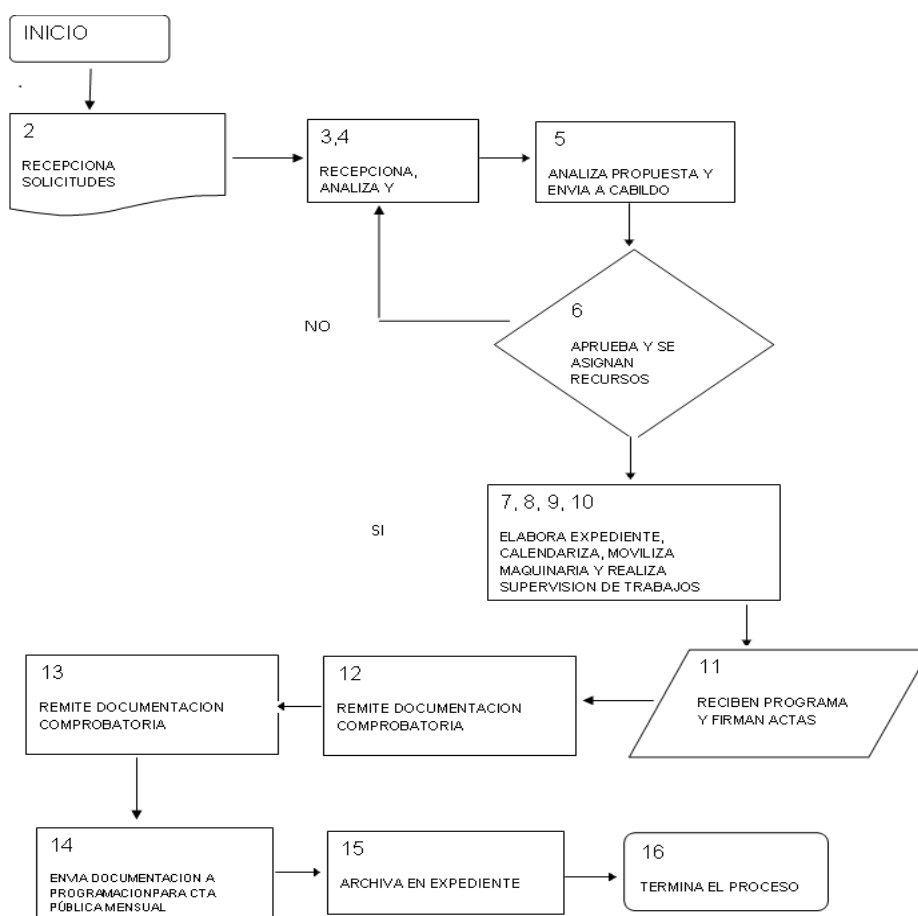 INICIO
2
RECEPCIONA
SOLICITUDES
3,4
RECEPCIONA,
ANALIZA Y
5
ANALIZA PROPUESTA Y
ENVIA A CABILDO
6
APRUEBA Y SE
ASIGNAN
RECURSOS
NO
SI
7, 8, 9, 10
ELABORA EXPEDIENTE,
CALENDARIZA, MOVILIZA
MAQUINARIA Y REALIZA
SUPERVISION DE TRABAJOS
11
RECIBEN PROGRAMA
Y FIRMAN ACTAS
12
REMITE DOCUMENTACION
COMPROBATORIA
13
REMITE DOCUMENTACION
COMPROBATORIA
14
ENVIA DOCUMENTACION A
PROGRAMACION PARA CTA
PÚBLICA MENSUAL
15
ARCHIVA EN EXPEDIENTE
16
TERMINA EL PROCESO